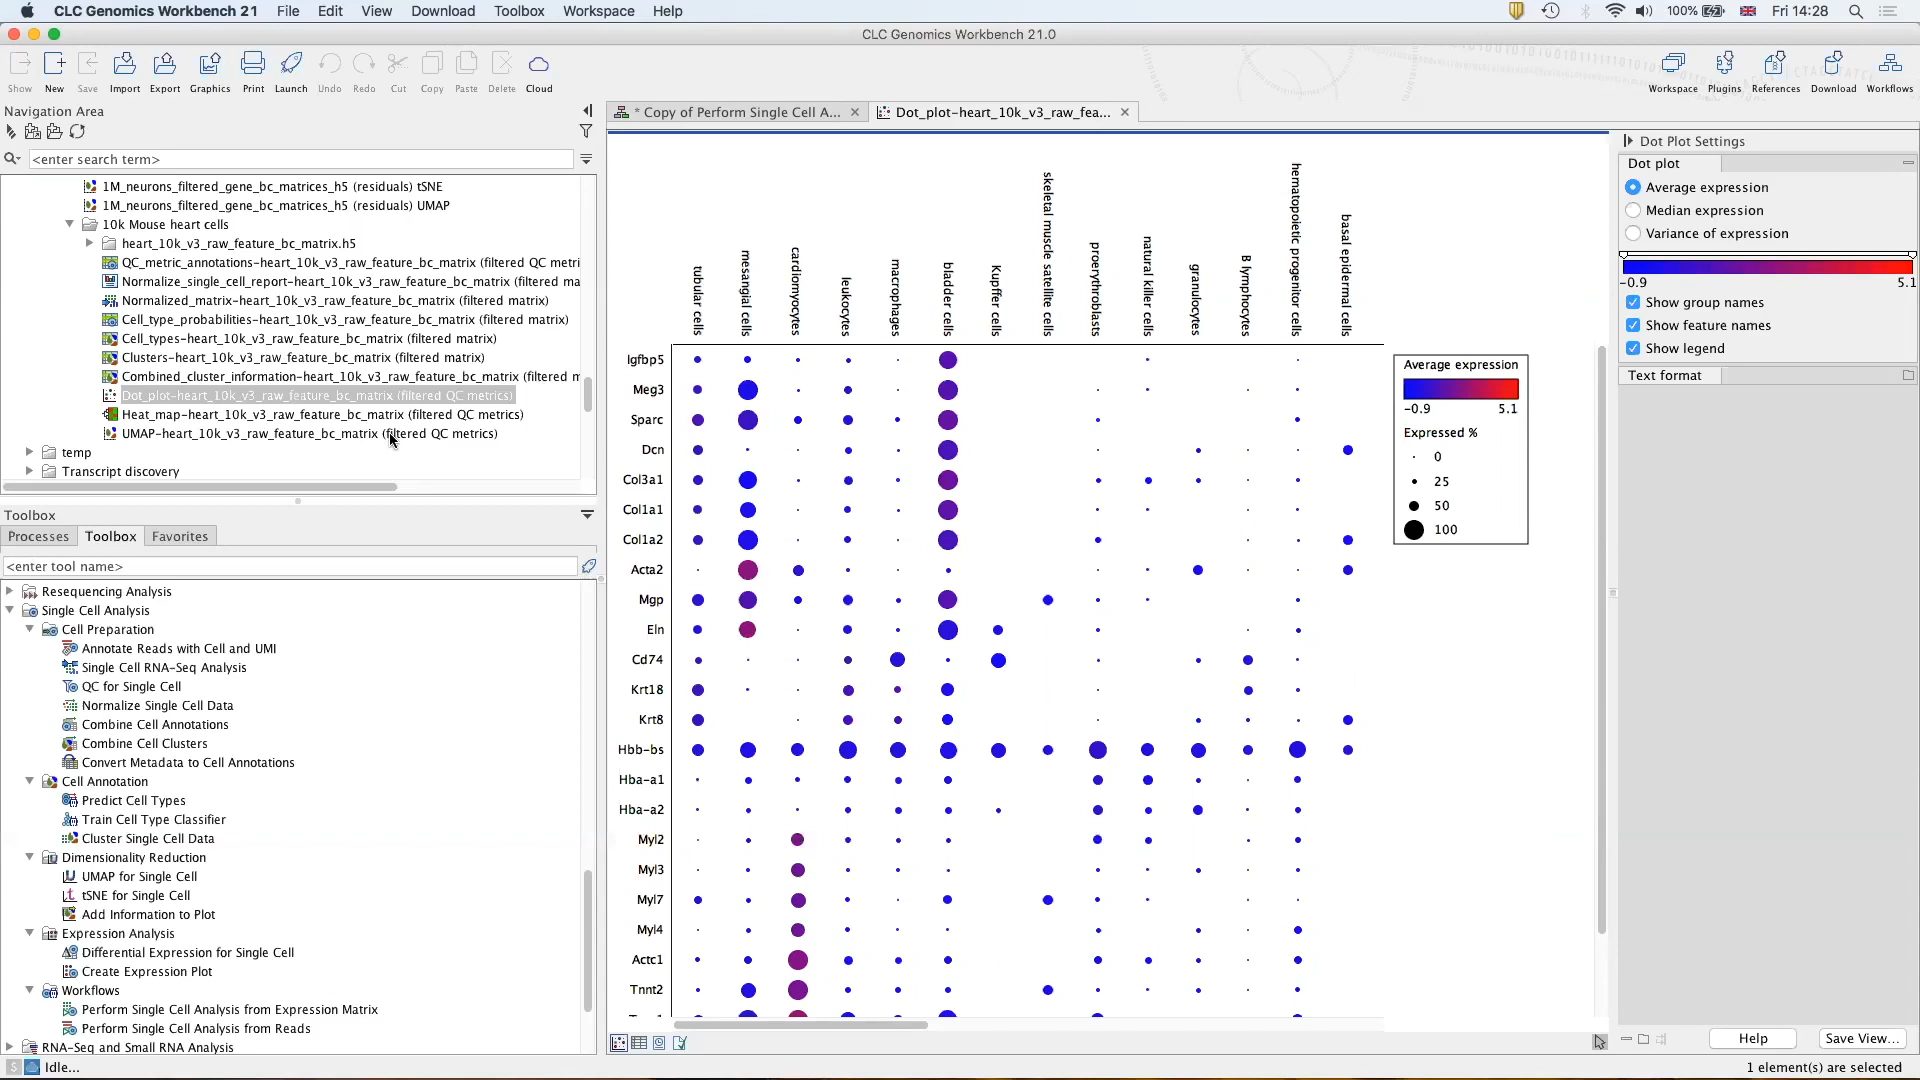 CLC Genomics Workbench 21 File Edit View Download Toolbox Workspace Help
100% Fri 14:28
CLC Genomics Workbench 21.0
Show New Save Import Export Graphics Print Launch Undo Redo Cut Copy Paste Delete Cloud
Workspace Plugins References Download Workflows
Navigation Area
<enter search term>
1M_neurons_filtered_gene_bc_matrices_h5 (residuals) tSNE
1M_neurons_filtered_gene_bc_matrices_h5 (residuals) UMAP
10k Mouse heart cells
heart_10k_v3_raw_feature_bc_matrix.h5
QC_metric_annotations-heart_10k_v3_raw_feature_bc_matrix (filtered QC metri
Normalize_single_cell_report-heart_10k_v3_raw_feature_bc_matrix (filtered ma
Normalized_matrix-heart_10k_v3_raw_feature_bc_matrix (filtered matrix)
Cell_type_probabilities-heart_10k_v3_raw_feature_bc_matrix (filtered matrix)
Cell_types-heart_10k_v3_raw_feature_bc_matrix (filtered matrix)
Clusters-heart_10k_v3_raw_feature_bc_matrix (filtered matrix)
Combined_cluster_information-heart_10k_v3_raw_feature_bc_matrix (filtered m
Dot_plot-heart_10k_v3_raw_feature_bc_matrix (filtered QC metrics)
Heat_map-heart_10k_v3_raw_feature_bc_matrix (filtered QC metrics)
UMAP-heart_10k_v3_raw_feature_bc_matrix (filtered QC metrics)
temp
Transcript discovery
Toolbox
Processes Toolbox Favorites
<enter tool name>
Resequencing Analysis
Single Cell Analysis
Cell Preparation
Annotate Reads with Cell and UMI
Single Cell RNA-Seq Analysis
QC for Single Cell
Normalize Single Cell Data
Combine Cell Annotations
Combine Cell Clusters
Convert Metadata to Cell Annotations
Cell Annotation
Predict Cell Types
Train Cell Type Classifier
Cluster Single Cell Data
Dimensionality Reduction
UMAP for Single Cell
tSNE for Single Cell
Add Information to Plot
Expression Analysis
Differential Expression for Single Cell
Create Expression Plot
Workflows
Perform Single Cell Analysis from Expression Matrix
Perform Single Cell Analysis from Reads
RNA-Seq and Small RNA Analysis
Idle...
* Copy of Perform Single Cell A...
Dot_plot-heart_10k_v3_raw_fea...
tubular cells
mesangial cells
cardiomyocytes
leukocytes
macrophages
bladder cells
Kupffer cells
skeletal muscle satellite cells
proerythroblasts
natural killer cells
granulocytes
B lymphocytes
hematopoietic progenitor cells
basal epidermal cells
Igfbp5
Meg3
Sparc
Dcn
Col3a1
Col1a1
Col1a2
Acta2
Mgp
Eln
Cd74
Krt18
Krt8
Hbb-bs
Hba-a1
Hba-a2
Myl2
Myl3
Myl7
Myl4
Actc1
Tnnt2
Average expression
-0.9 5.1
Expressed %
0
25
50
100
Dot Plot Settings
Dot plot
Average expression
Median expression
Variance of expression
-0.9 5.1
Show group names
Show feature names
Show legend
Text format
Help Save View...
1 element(s) are selected